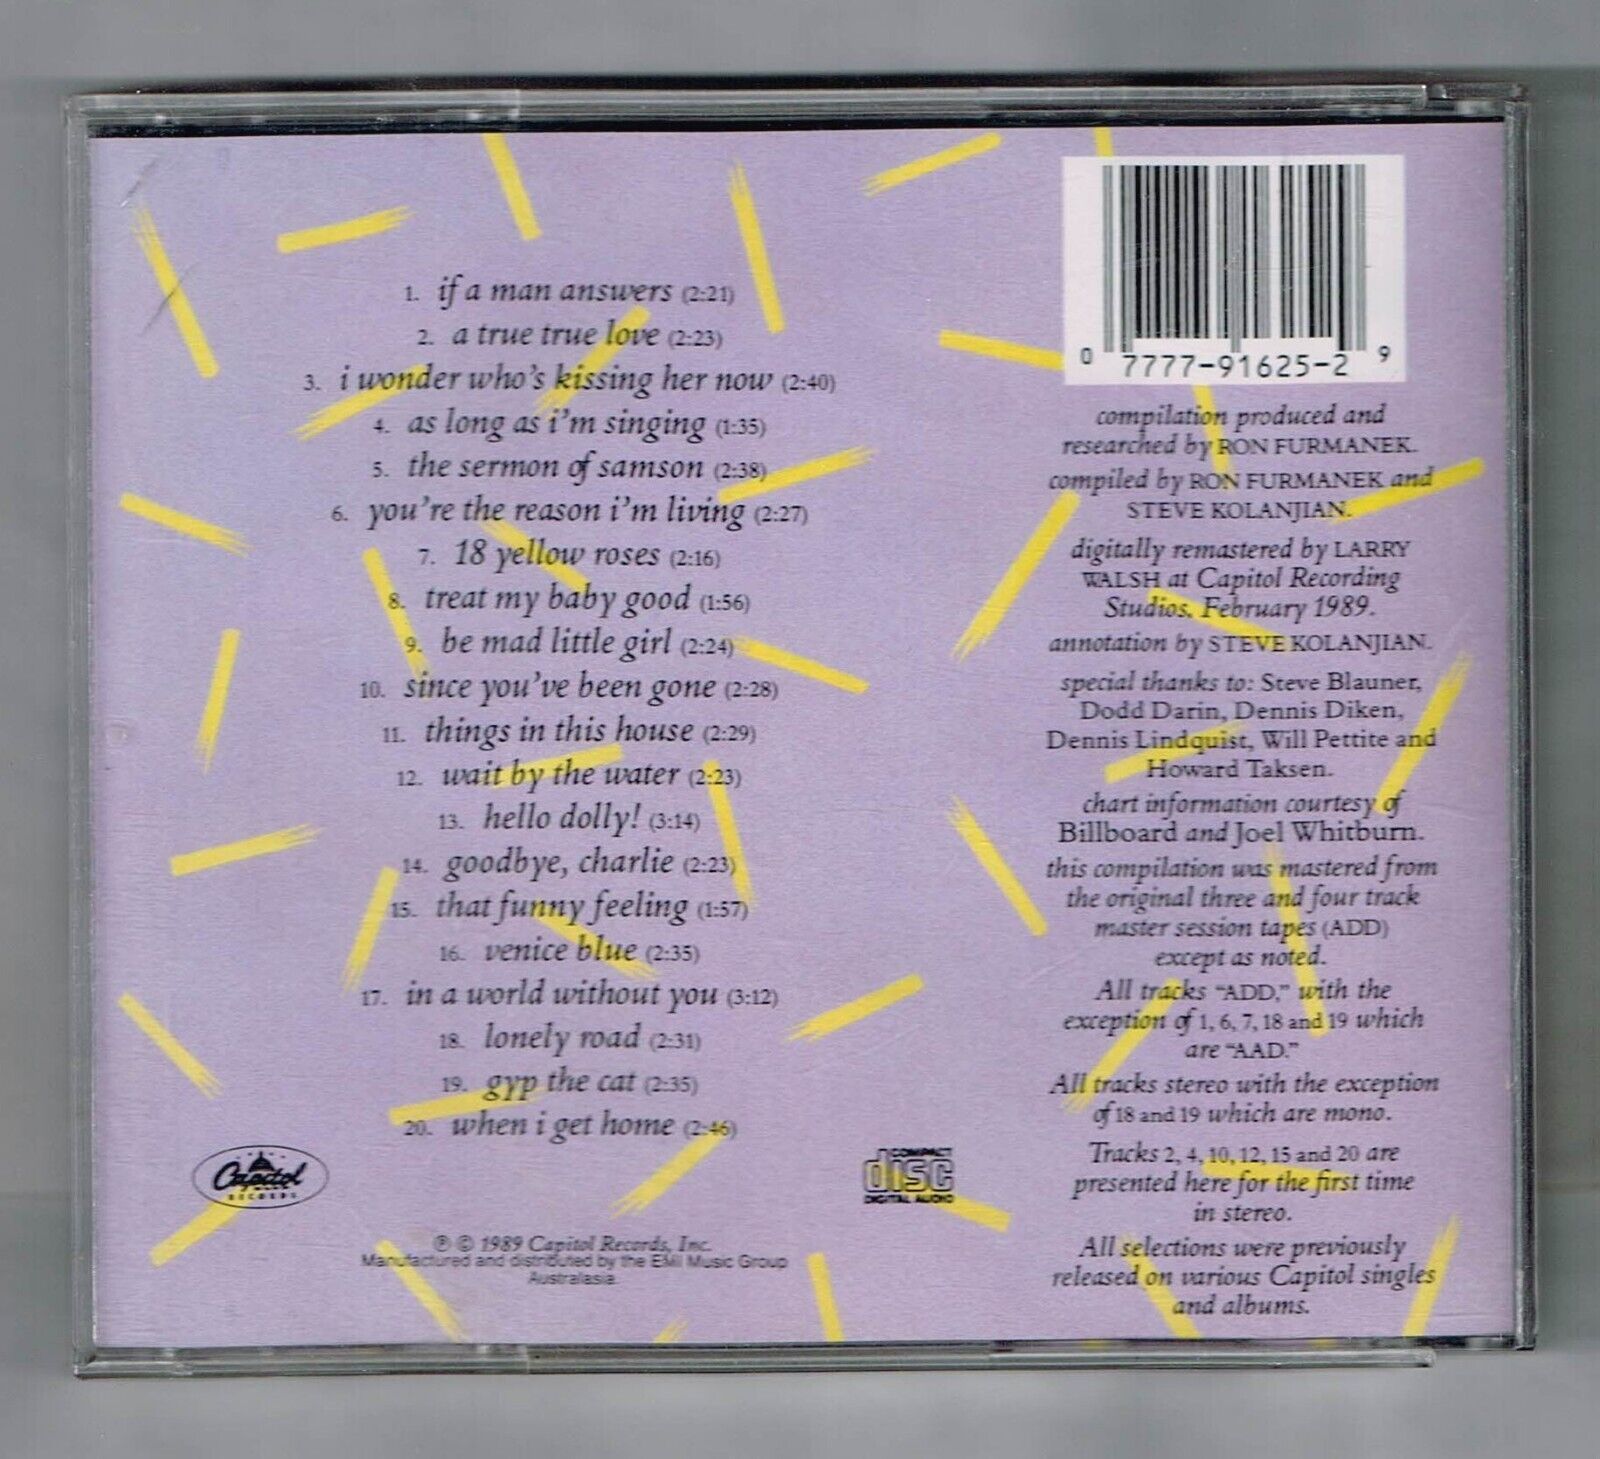 1. if a man answers (2:21)
2. a true true love (2:23)
3. i wonder who's kissing her now (2:40)
4. as long as i'm singing (1:35)
5. the sermon of samson (2:38)
6. you're the reason i'm living (2:27)
7. 18 yellow roses (2:16)
8. treat my baby good (1:56)
9. be mad little girl (2:24)
10. since you've been gone (2:28)
11. things in this house (2:29)
12. wait by the water (2:23)
13. hello dolly! (3:14)
14. goodbye, charlie (2:23)
15. that funny feeling (1:57)
16. venice blue (2:35)
17. in a world without you (3:12)
18. lonely road (2:31)
19. gyp the cat (2:35)
20. when i get home (2:46)
Capitol
RECORDS
COMPACT
disc
DIGITAL AUDIO
℗ © 1989 Capitol Records, Inc.
Manufactured and distributed by the EMI Music Group
Australasia
0 7777-91625-2 9
compilation produced and
researched by RON FURMANEK.
compiled by RON FURMANEK and
STEVE KOLANJIAN.
digitally remastered by LARRY
WALSH at Capitol Recording
Studios, February 1989.
annotation by STEVE KOLANJIAN.
special thanks to: Steve Blauner,
Dodd Darin, Dennis Diken,
Dennis Lindquist, Will Pettite and
Howard Taksen.
chart information courtesy of
Billboard and Joel Whitburn.
this compilation was mastered from
the original three and four track
master session tapes (ADD)
except as noted.
All tracks "ADD," with the
exception of 1, 6, 7, 18 and 19 which
are "AAD."
All tracks stereo with the exception
of 18 and 19 which are mono.
Tracks 2, 4, 10, 12, 15 and 20 are
presented here for the first time
in stereo.
All selections were previously
released on various Capitol singles
and albums.